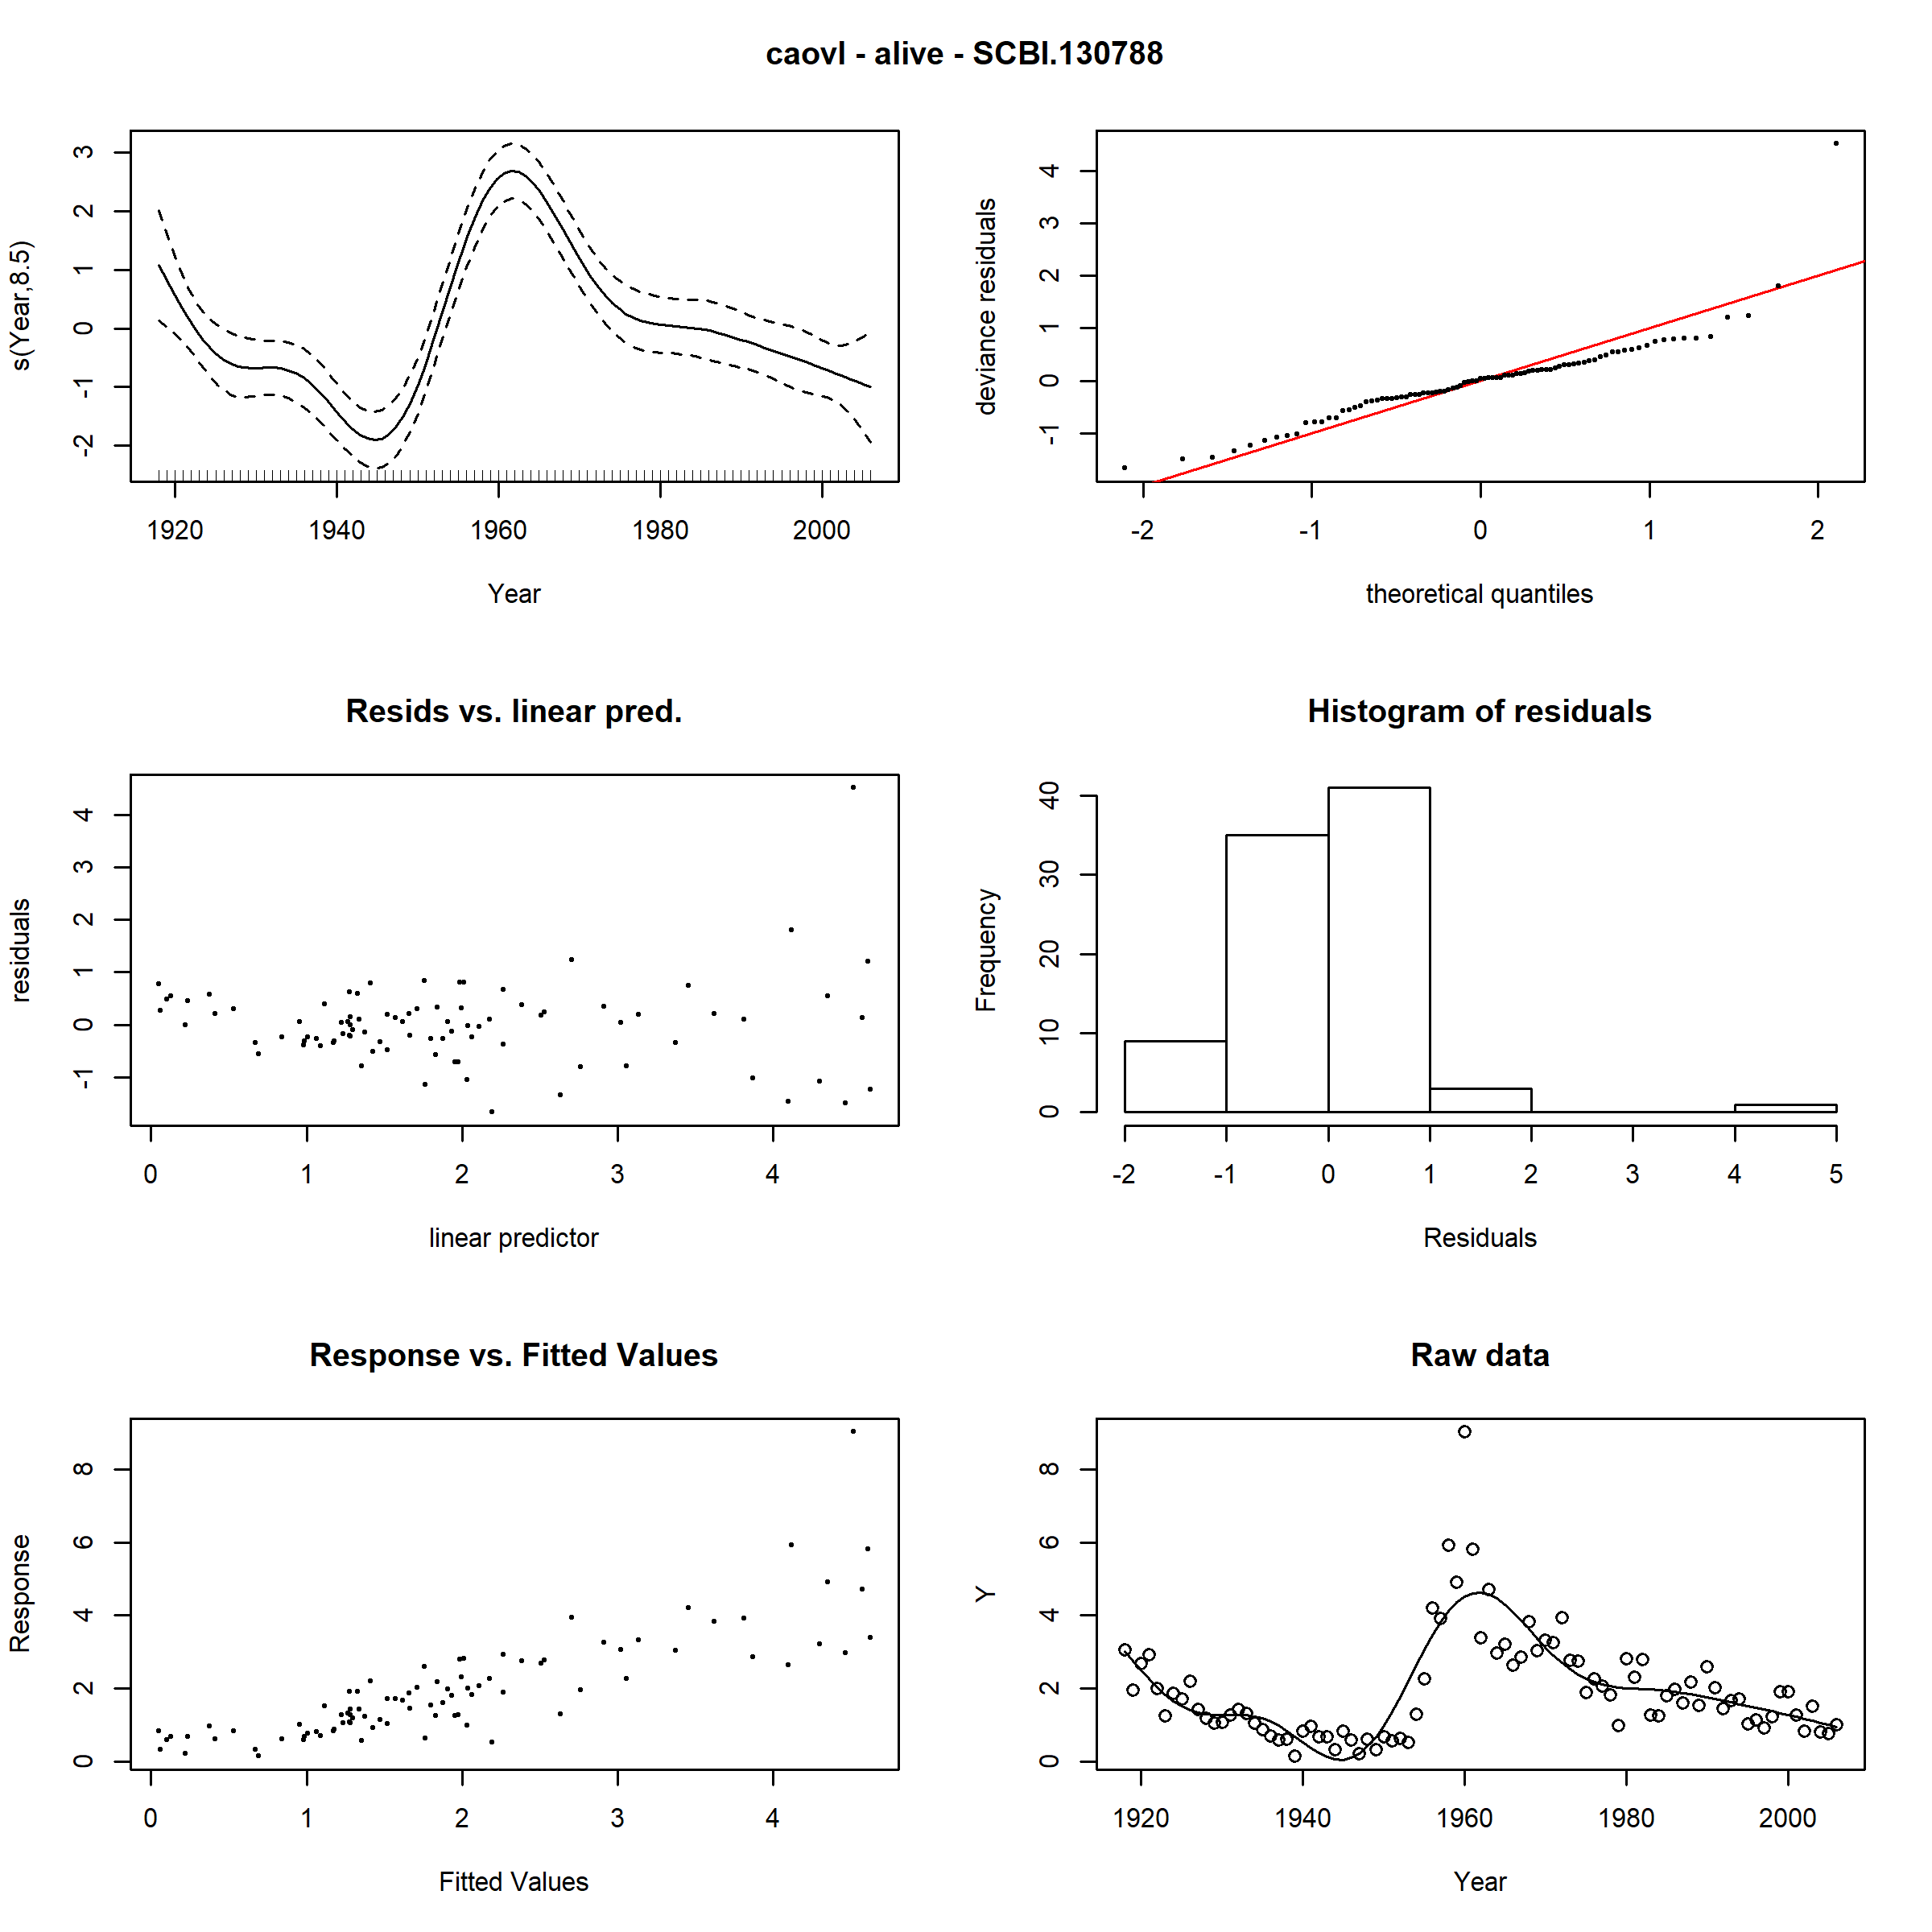 caovl - alive - SCBI.130788
s(Year,8.5)
3
2
1
0
-1
-2
1920 1940 1960 1980 2000
Year
deviance residuals
4
3
2
1
0
-1
-2 -1 0 1 2
theoretical quantiles
Resids vs. linear pred.
residuals
4
3
2
1
0
-1
0 1 2 3 4
linear predictor
Histogram of residuals
Frequency
40
30
20
10
0
-2 -1 0 1 2 3 4 5
Residuals
Response vs. Fitted Values
Response
8
6
4
2
0
0 1 2 3 4
Fitted Values
Raw data
Y
8
6
4
2
0
1920 1940 1960 1980 2000
Year